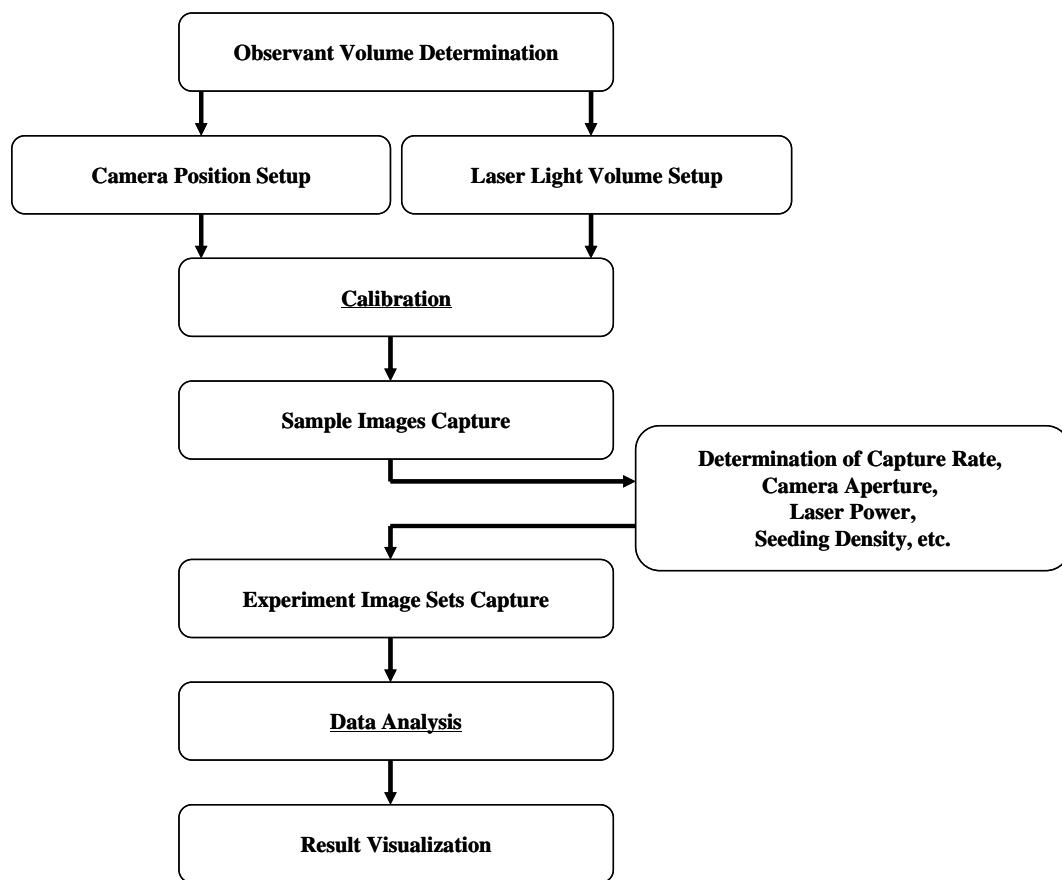 Observant Volume Determination
Camera Position Setup
Laser Light Volume Setup
Calibration
Sample Images Capture
Determination of Capture Rate,
Camera Aperture,
Laser Power,
Seeding Density, etc.
Experiment Image Sets Capture
Data Analysis
Result Visualization